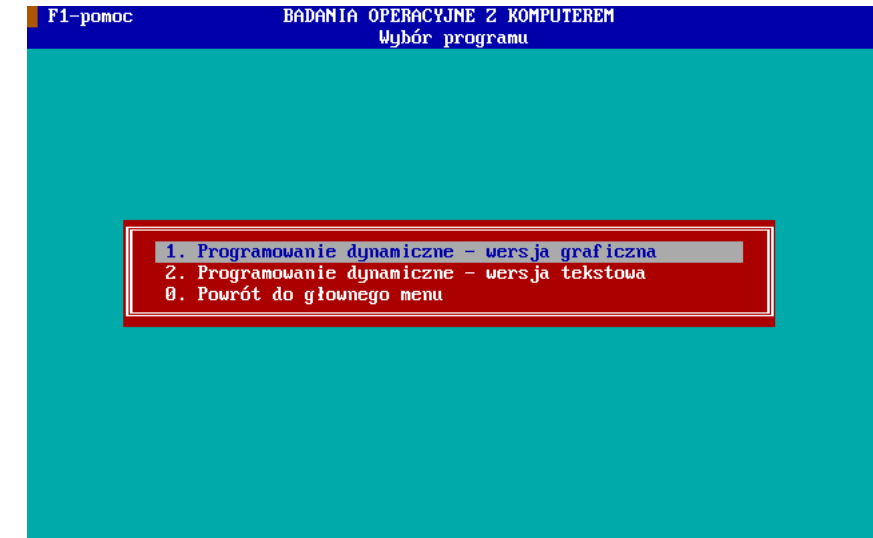 F1-pomoc BADANIA OPERACYJNE Z KOMPUTEREM
Wybór programu
1. Programowanie dynamiczne - wersja graficzna
2. Programowanie dynamiczne - wersja tekstowa
0. Powrót do głownego menu